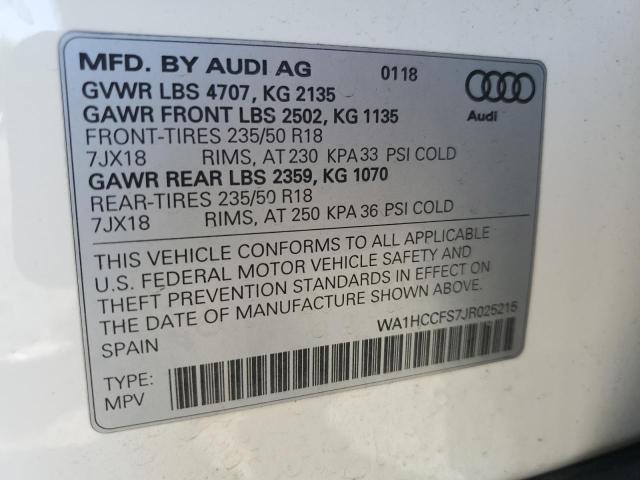 MFD. BY AUDI AG 0118
GVWR LBS 4707, KG 2135
GAWR FRONT LBS 2502, KG 1135
Audi
FRONT-TIRES 235/50 R18
7JX18 RIMS, AT 230 KPA 33 PSI COLD
GAWR REAR LBS 2359, KG 1070
REAR-TIRES 235/50 R18
7JX18 RIMS, AT 250 KPA 36 PSI COLD
THIS VEHICLE CONFORMS TO ALL APPLICABLE
U.S. FEDERAL MOTOR VEHICLE SAFETY AND
THEFT PREVENTION STANDARDS IN EFFECT ON
THE DATE OF MANUFACTURE SHOWN ABOVE.
SPAIN WA1HCCFS7JR025215
TYPE:
MPV